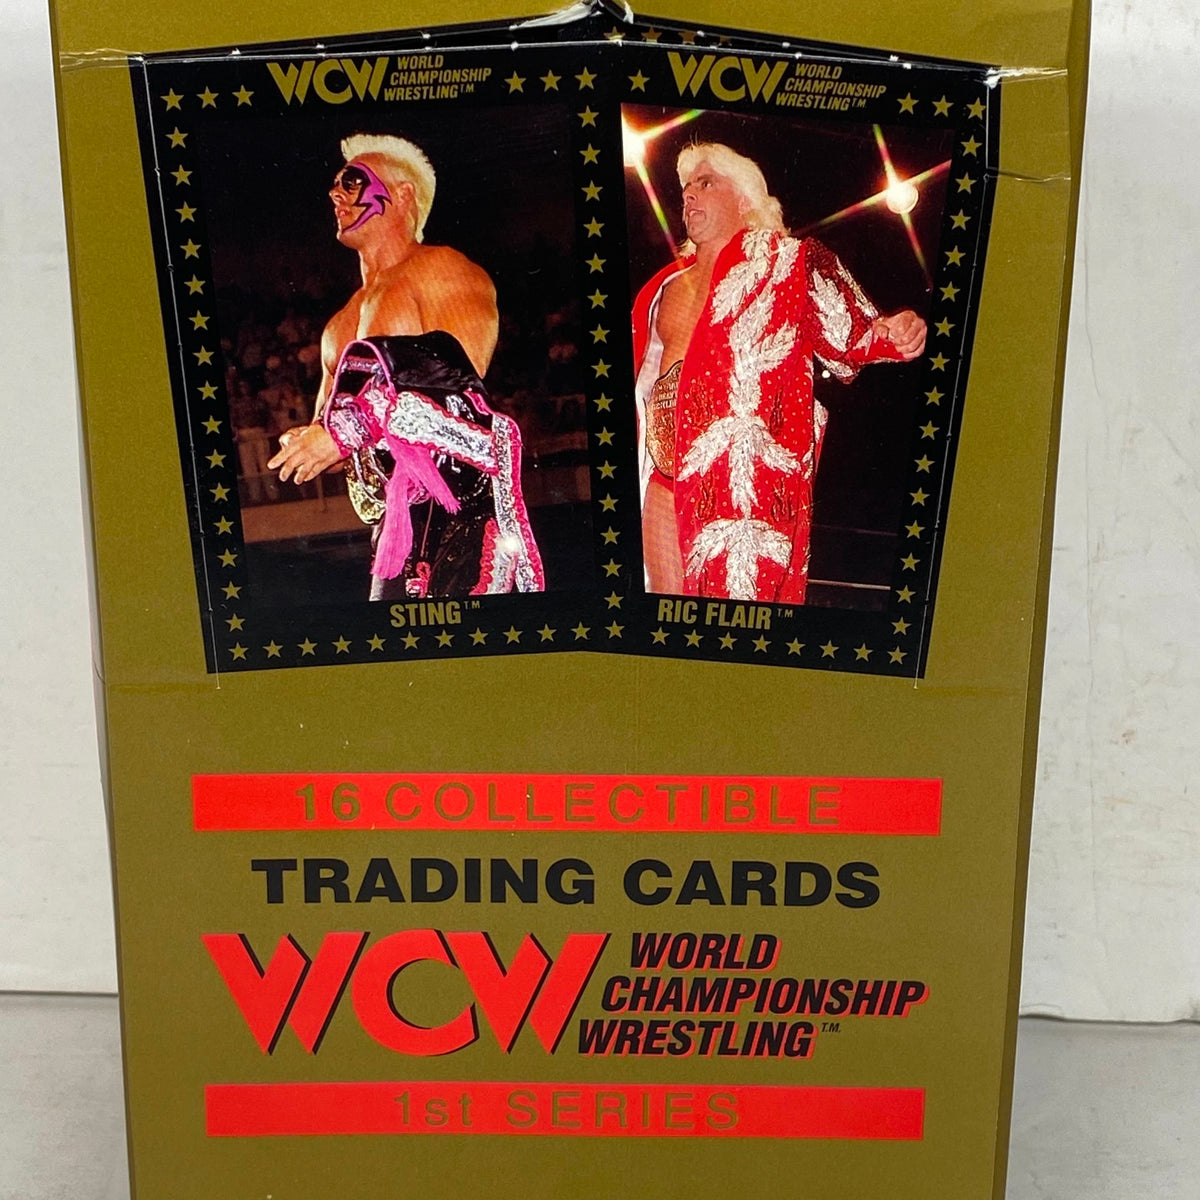 WCW WORLD
CHAMPIONSHIP
WRESTLING™
WCW WORLD
CHAMPIONSHIP
WRESTLING™
STING™
RIC FLAIR™
16 COLLECTIBLE
TRADING CARDS
WCW WORLD
CHAMPIONSHIP
WRESTLING T.M.
1st SERIES